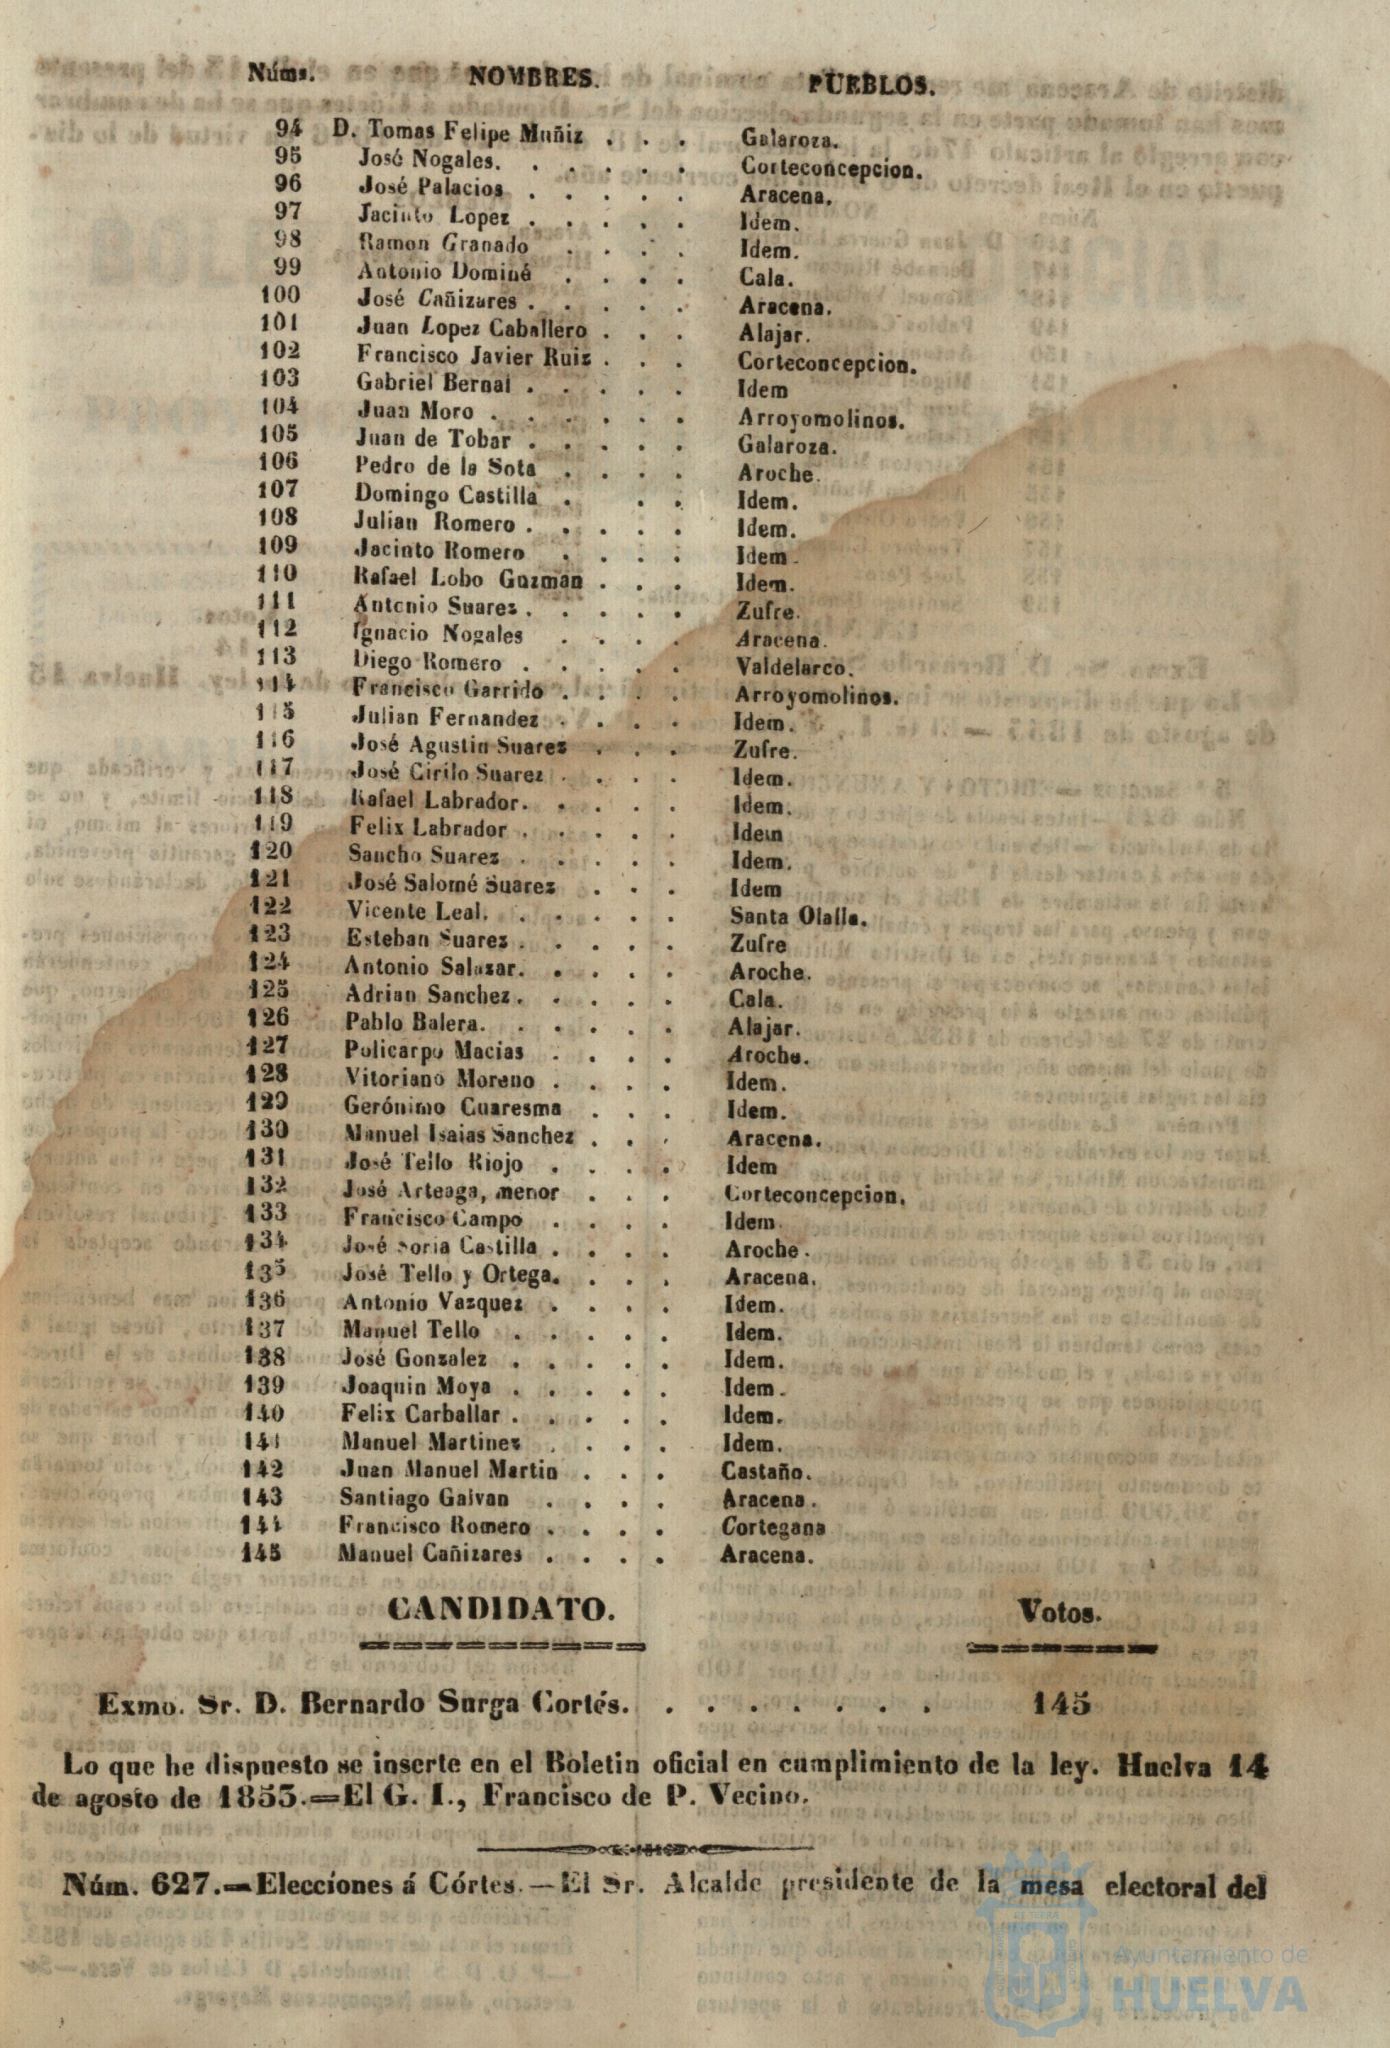 Núms. NOMBRES. PUEBLOS.
94 D. Tomas Felipe Muñiz . . . Galaroza.
95 José Nogales. . . . . . Corteconcepcion.
96 José Palacios . . . . . Aracena.
97 Jacinto Lopez . . . . . Idem.
98 Ramon Granado . . . . Idem.
99 Antonio Dominé . . . . Cala.
100 José Cañizares . . . . . Aracena.
101 Juan Lopez Caballero . . . Alajar.
102 Francisco Javier Ruiz . . . Corteconcepcion.
103 Gabriel Bernal . . . . . Idem
104 Juan Moro . . . . . . Arroyomolinos.
105 Juan de Tobar . . . . . Galaroza.
106 Pedro de la Sota . . . . Aroche.
107 Domingo Castilla . . . Idem.
108 Julian Romero . . . . . Idem.
109 Jacinto Romero . . . . Idem.
110 Rafael Lobo Guzman . . . Idem.
111 Antonio Suarez . . . . . Zufre.
112 Ignacio Nogales . . . . Aracena.
113 Diego Romero . . . . . Valdelarco.
114 Francisco Garrido . . . . Arroyomolinos.
115 Julian Fernandez . . . . Idem.
116 José Agustin Suarez . . . Zufre.
117 José Cirilo Suarez . . . . Idem.
118 Rafael Labrador. . . . . Idem.
119 Felix Labrador . . . . . Idem
120 Sancho Suarez . . . . . Idem.
121 José Salomé Suarez . . . Idem
122 Vicente Leal. . . . . . Santa Olalla.
123 Esteban Suarez . . . . . Zufre
124 Antonio Salazar. . . . . Aroche.
125 Adrian Sanchez. . . . . Cala.
126 Pablo Balera. . . . . . Alajar.
127 Policarpo Macias . . . . Aroche.
128 Vitoriano Moreno . . . . Idem.
129 Gerónimo Cuaresma . . . Idem.
130 Manuel Isaias Sanchez . . . Aracena.
131 José Tello Riojo . . . . Idem
132 José Arteaga, menor . . . Corteconcepcion.
133 Francisco Campo . . . . Idem.
134 José Soria Castilla . . . . Aroche.
135 José Tello y Ortega. . . . Aracena.
136 Antonio Vazquez . . . . Idem.
137 Manuel Tello . . . . . Idem.
138 José Gonzalez . . . . . Idem.
139 Joaquin Moya . . . . . Idem.
140 Felix Carballar . . . . . Idem.
141 Manuel Martinez . . . . Idem.
142 Juan Manuel Martin . . . Castaño.
143 Santiago Galvan . . . . Aracena.
144 Francisco Romero . . . . Cortegana
145 Manuel Cañizares . . . . Aracena.
CANDIDATO. Votos.
Exmo. Sr. D. Bernardo Surga Cortés. . . . . . . . 145
Lo que he dispuesto se inserte en el Boletin oficial en cumplimiento de la ley. Huelva 14
de agosto de 1853.=El G. I., Francisco de P. Vecino.
Núm. 627.=Elecciones á Córtes.—El Sr. Alcalde presidente de la mesa electoral del
Ayuntamiento de
HUELVA